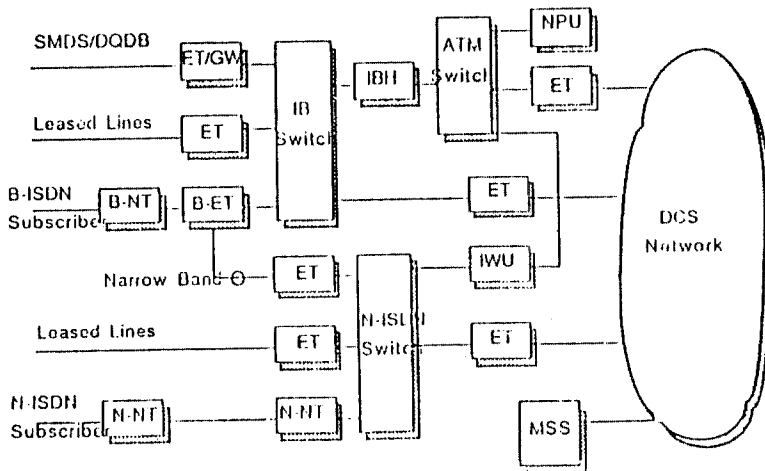 SMDS/DQDB
ET/GW
IB
Switch
IBH
ATM
Switch
NPU
ET
Leased Lines
ET
B-ISDN
Subscriber
B-NT
B-ET
ET
DCS
Network
Narrow Band O
ET
IWU
Leased Lines
ET
N-ISDN
Switch
ET
N-ISDN
Subscriber
N-NT
N-NT
MSS